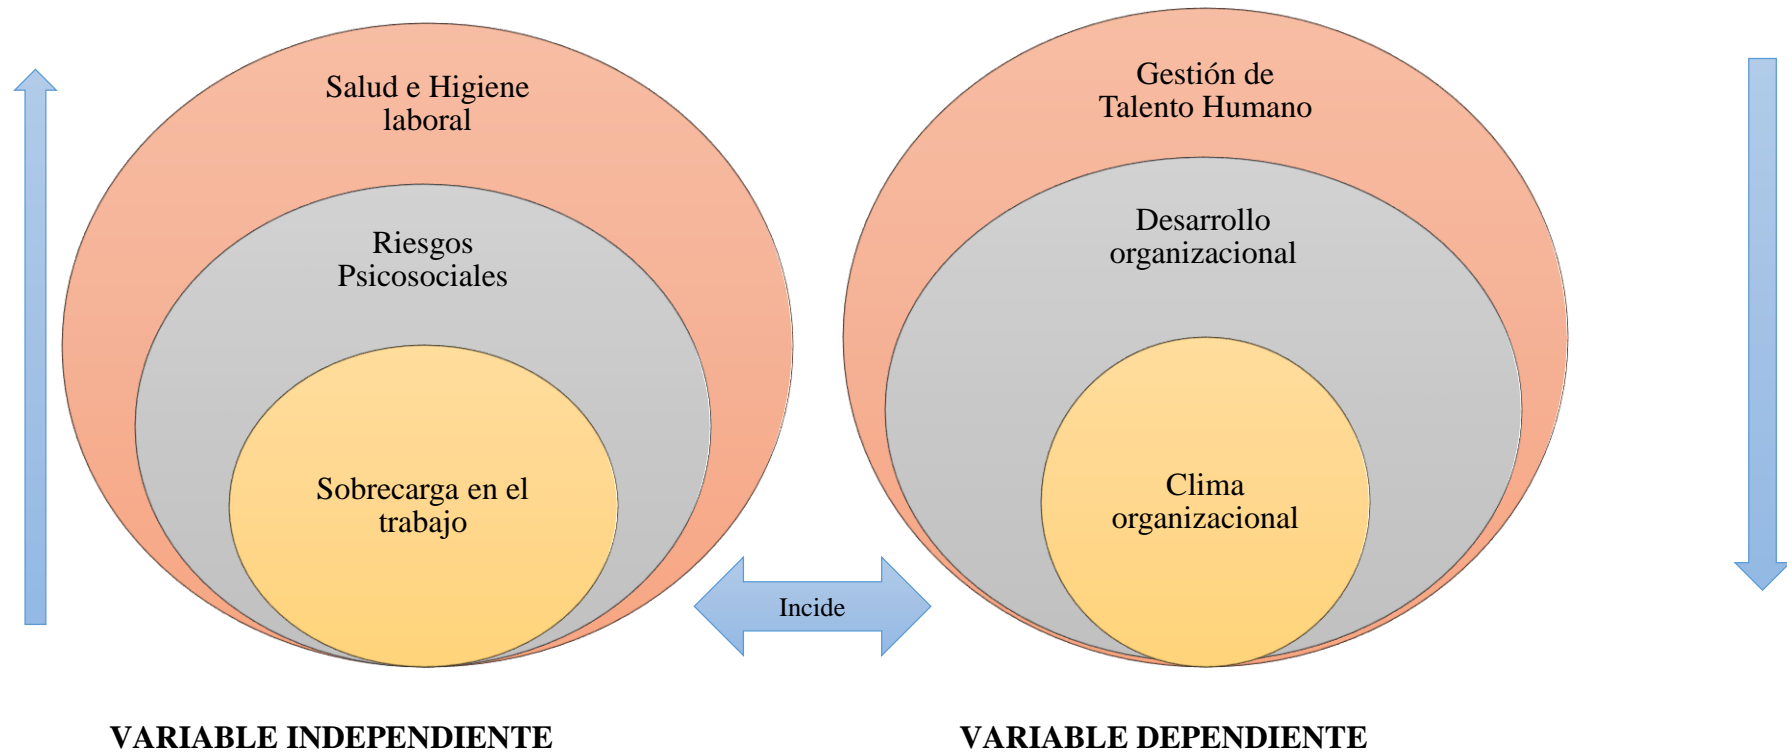 Salud e Higiene
laboral
Riesgos
Psicosociales
Sobrecarga en el
trabajo
Gestión de
Talento Humano
Desarrollo
organizacional
Clima
organizacional
Incide
VARIABLE INDEPENDIENTE
VARIABLE DEPENDIENTE